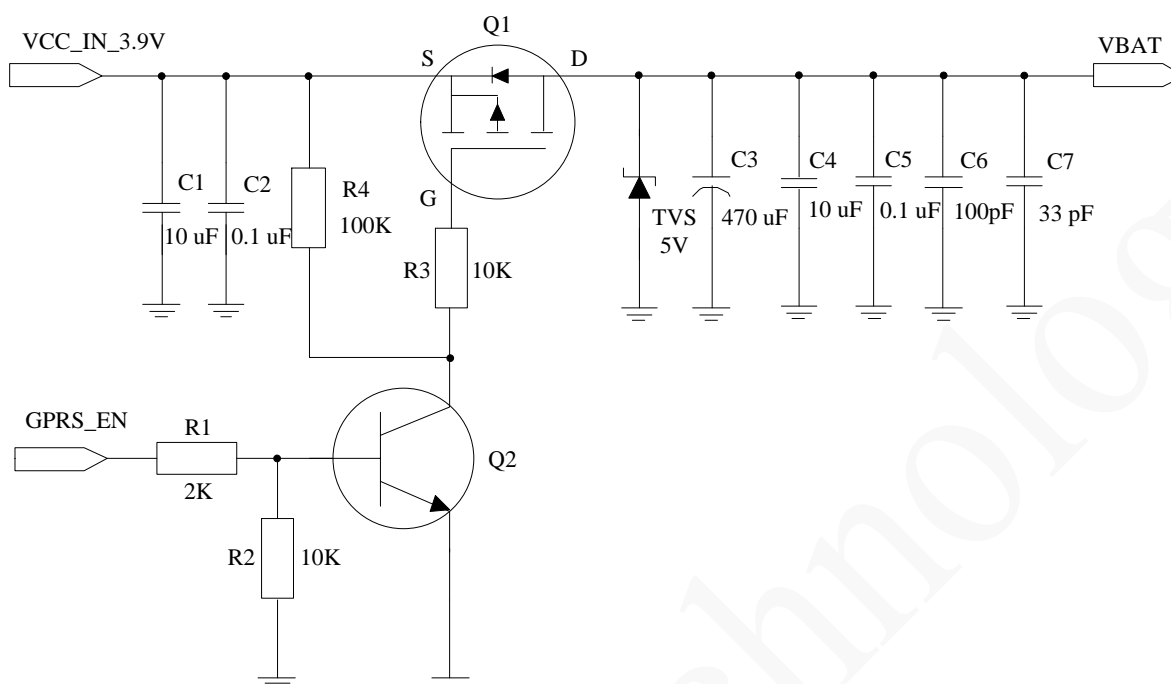 Q1
VCC_IN_3.9V
VBAT
S
D
C1
10 uF
C2
0.1 uF
R4
100K
G
R3
10K
TVS
5V
C3
470 uF
C4
10 uF
C5
0.1 uF
C6
100pF
C7
33 pF
GPRS_EN
R1
2K
Q2
R2
10K